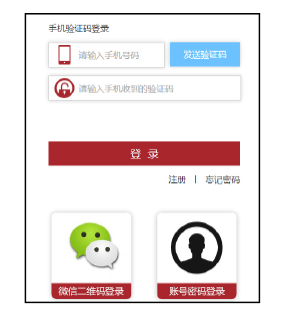 手机验证码登录
请输入手机号码 发送验证码
请输入手机收到的验证码
登 录
注册 | 忘记密码
微信二维码登录 账号密码登录